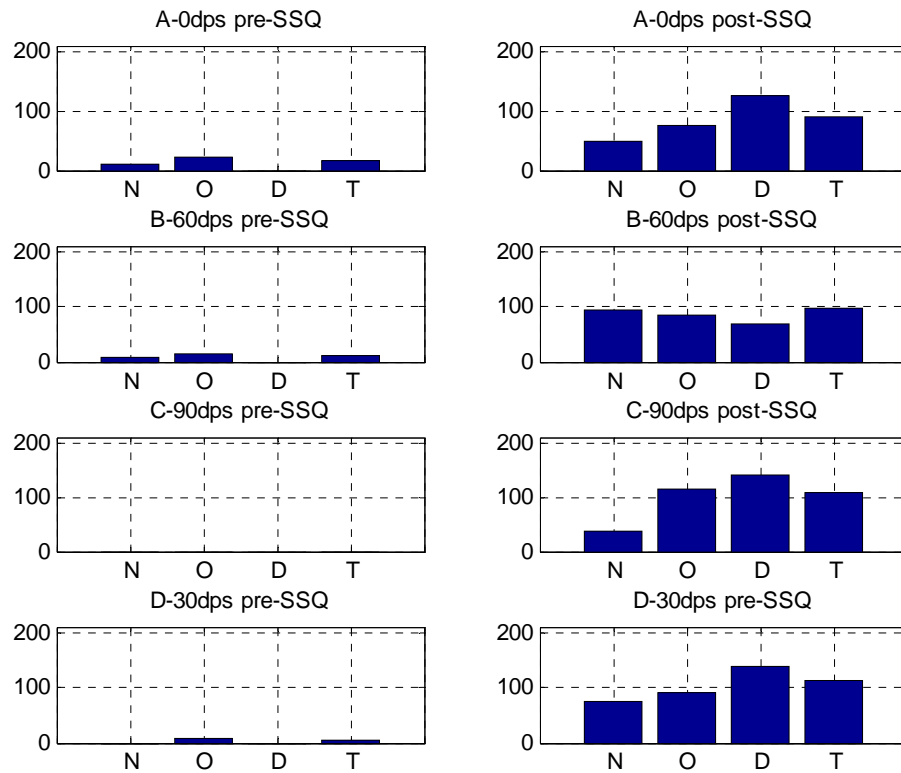 A-0dps pre-SSQ
A-0dps post-SSQ
200
100
0
N O D T
200
100
0
N O D T
B-60dps pre-SSQ
B-60dps post-SSQ
200
100
0
N O D T
200
100
0
N O D T
C-90dps pre-SSQ
C-90dps post-SSQ
200
100
0
N O D T
200
100
0
N O D T
D-30dps pre-SSQ
D-30dps pre-SSQ
200
100
0
N O D T
200
100
0
N O D T